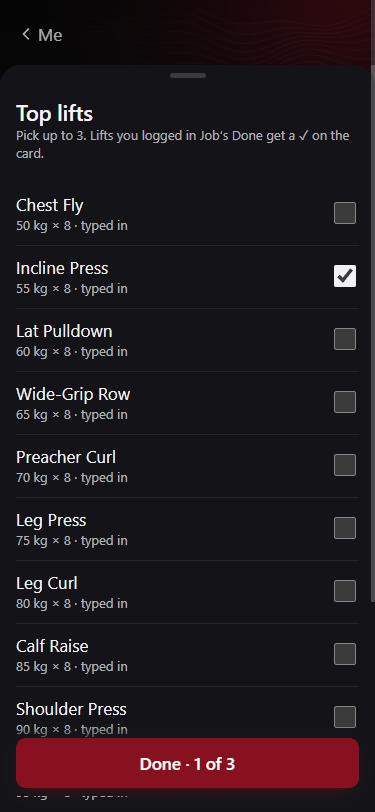 Me
Top lifts
Pick up to 3. Lifts you logged in Job's Done get a ✓ on the
card.
Chest Fly
50 kg × 8 · typed in
Incline Press
55 kg × 8 · typed in
Lat Pulldown
60 kg × 8 · typed in
Wide-Grip Row
65 kg × 8 · typed in
Preacher Curl
70 kg × 8 · typed in
Leg Press
75 kg × 8 · typed in
Leg Curl
80 kg × 8 · typed in
Calf Raise
85 kg × 8 · typed in
Shoulder Press
90 kg × 8 · typed in
Done · 1 of 3